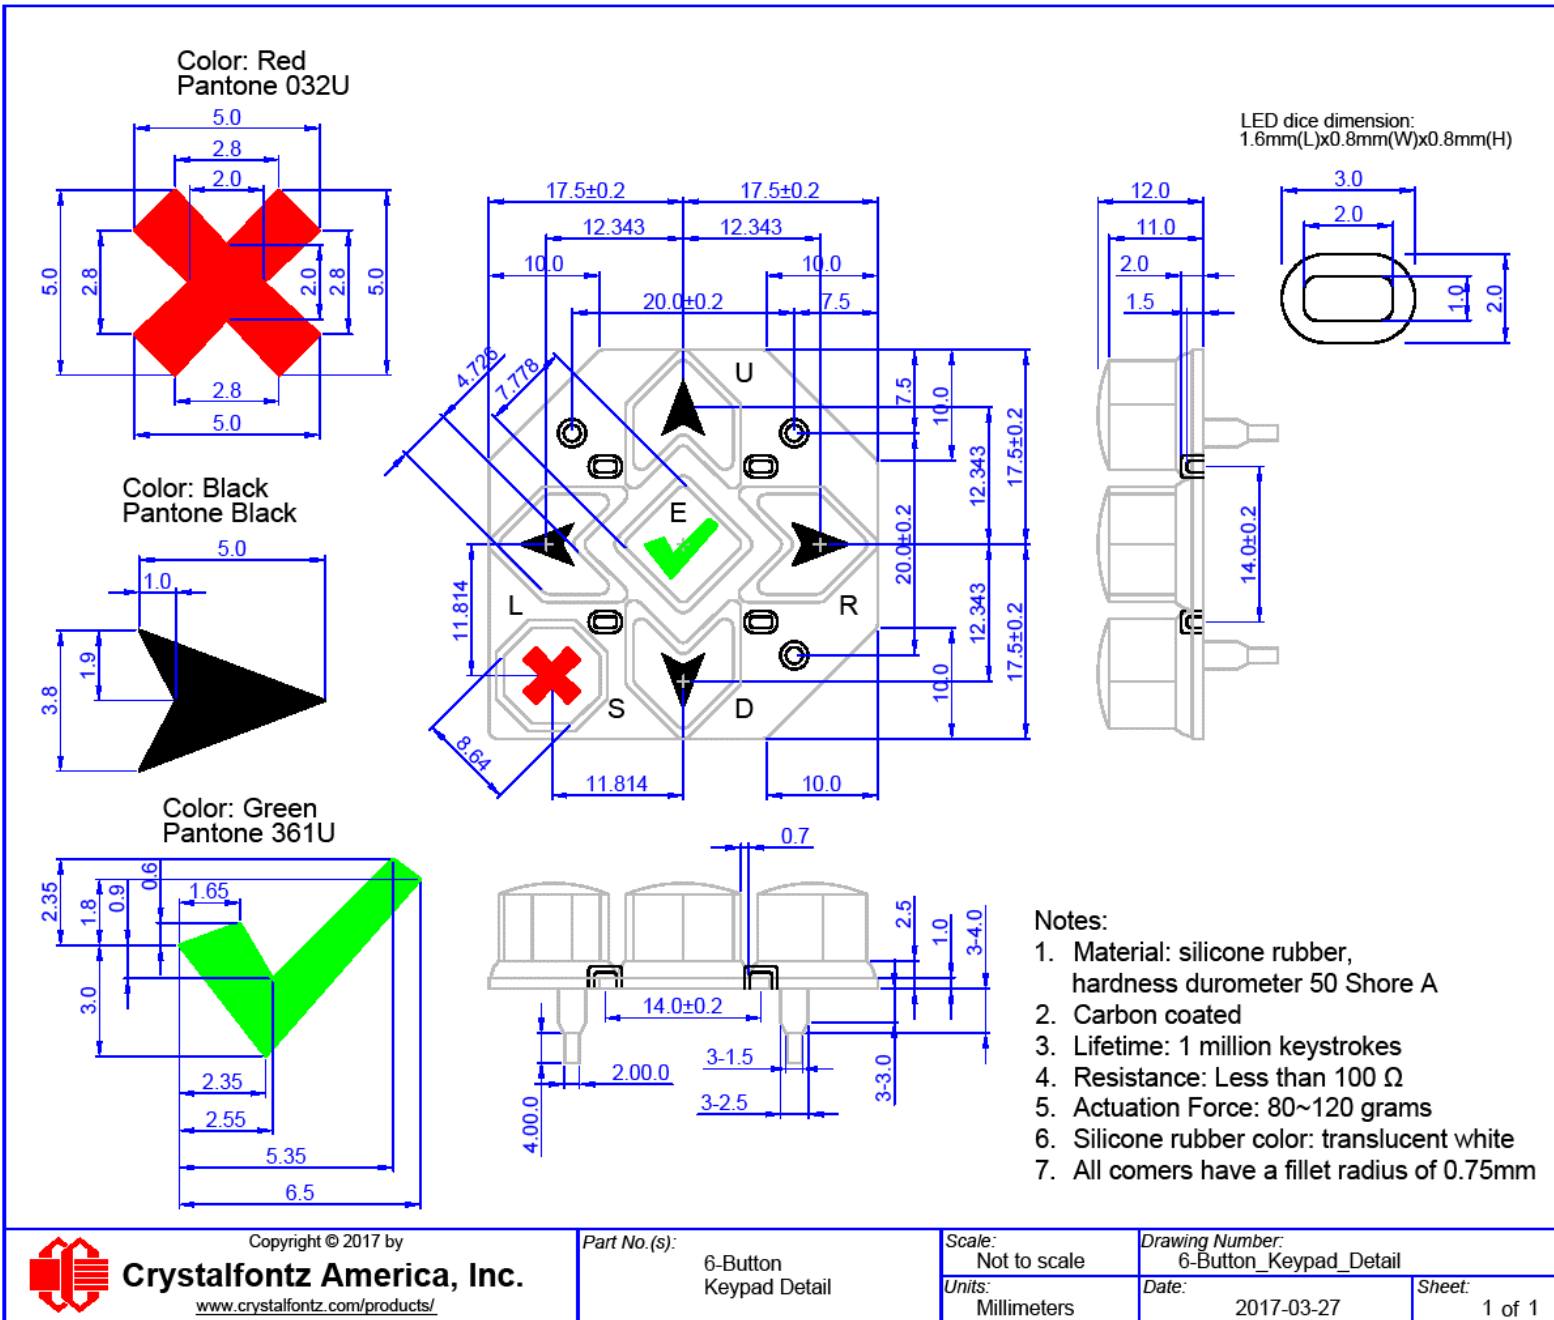 Color: Red
Pantone 032U
5.0
2.8
2.0
5.0
2.8
2.0
2.8
5.0
2.8
5.0
LED dice dimension:
1.6mm(L)x0.8mm(W)x0.8mm(H)
3.0
2.0
1.0
2.0
17.5±0.2
17.5±0.2
12.343
12.343
10.0
10.0
20.0±0.2
7.5
4.726
7.778
U
E
L
R
S
D
7.5
10.0
12.343
17.5±0.2
20.0±0.2
12.343
17.5±0.2
10.0
11.814
8.64
11.814
10.0
12.0
11.0
2.0
1.5
14.0±0.2
Color: Black
Pantone Black
5.0
1.0
3.8
1.9
Color: Green
Pantone 361U
2.35
1.8
0.9
0.6
1.65
3.0
2.35
2.55
5.35
6.5
0.7
2.5
1.0
3-4.0
14.0±0.2
3-1.5
2.00.0
3-2.5
3-3.0
4.00.0
Notes:
1. Material: silicone rubber,
hardness durometer 50 Shore A
2. Carbon coated
3. Lifetime: 1 million keystrokes
4. Resistance: Less than 100 Ω
5. Actuation Force: 80~120 grams
6. Silicone rubber color: translucent white
7. All corners have a fillet radius of 0.75mm
Copyright © 2017 by
Crystalfontz America, Inc.
www.crystalfontz.com/products/
Part No.(s):
6-Button
Keypad Detail
Scale:
Not to scale
Drawing Number:
6-Button_Keypad_Detail
Units:
Millimeters
Date:
2017-03-27
Sheet:
1 of 1